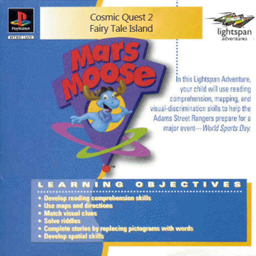 Cosmic Quest 2
Fairy Tale Island
PlayStation
lightspan
adventures
Mars
Moose
In this Lightspan Adventure,
your child will use reading
comprehension, mapping, and
visual-discrimination skills to help the
Adams Street Rangers prepare for a
major event—World Sports Day.
LEARNING OBJECTIVES
• Develop reading comprehension skills
• Use maps and directions
• Match visual clues
• Solve riddles
• Complete stories by replacing pictograms with words
• Develop spatial skills